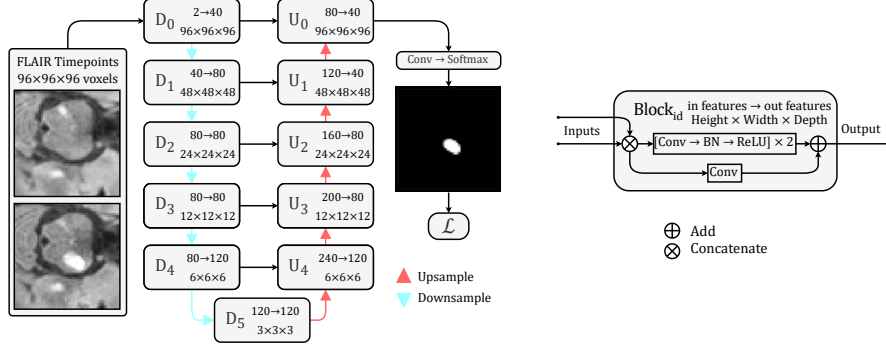 FLAIR Timepoints
96×96×96 voxels
D0 2→40
96×96×96
U0 80→40
96×96×96
D1 40→80
48×48×48
U1 120→40
48×48×48
D2 80→80
24×24×24
U2 160→80
24×24×24
D3 80→80
12×12×12
U3 200→80
12×12×12
D4 80→120
6×6×6
U4 240→120
6×6×6
D5 120→120
3×3×3
Conv → Softmax
ℒ
Upsample
Downsample
Inputs
Blockid in features → out features
Height × Width × Depth
[Conv → BN → ReLU] × 2
Conv
Output
Add
Concatenate